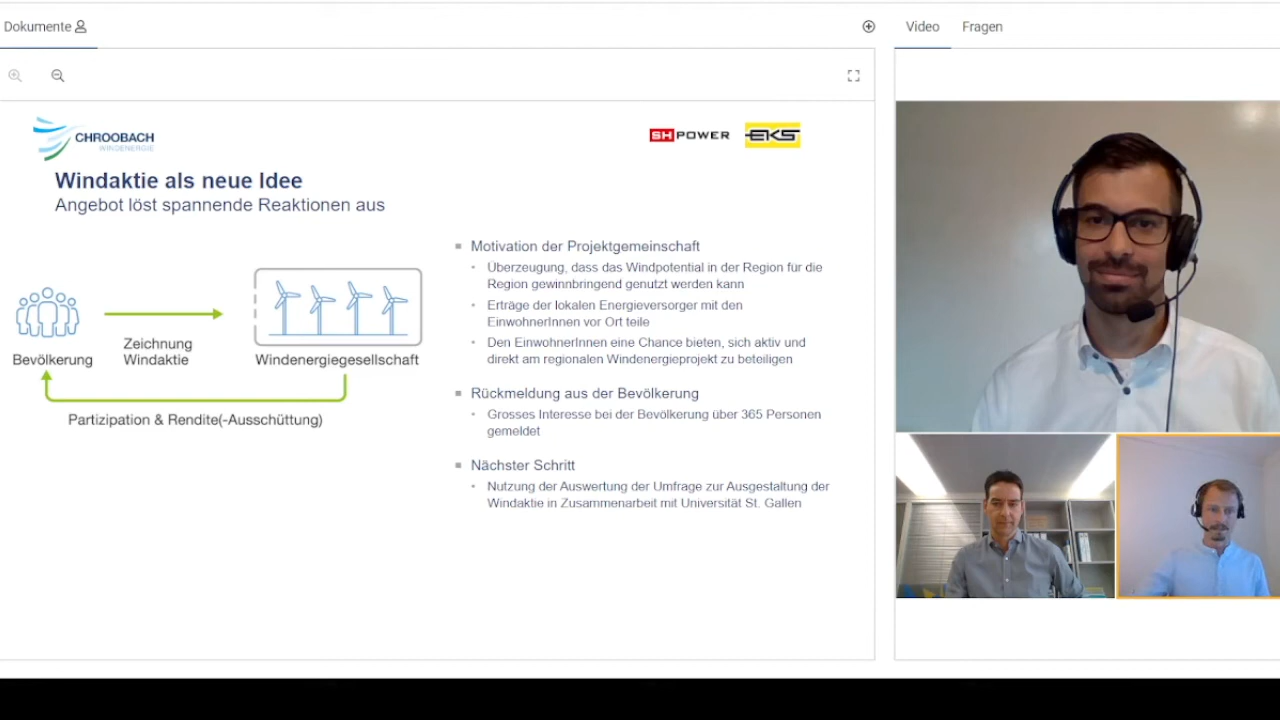 Dokumente
Video
Fragen
CHROOBACH
WINDENERGIE
SH POWER
EKS
Windaktie als neue Idee
Angebot löst spannende Reaktionen aus
Bevölkerung
Zeichnung
Windaktie
Windenergiegesellschaft
Partizipation & Rendite(-Ausschüttung)
Motivation der Projektgemeinschaft
Überzeugung, dass das Windpotential in der Region für die
Region gewinnbringend genutzt werden kann
Erträge der lokalen Energieversorger mit den
EinwohnerInnen vor Ort teile
Den EinwohnerInnen eine Chance bieten, sich aktiv und
direkt am regionalen Windenergieprojekt zu beteiligen
Rückmeldung aus der Bevölkerung
Grosses Interesse bei der Bevölkerung über 365 Personen
gemeldet
Nächster Schritt
Nutzung der Auswertung der Umfrage zur Ausgestaltung der
Windaktie in Zusammenarbeit mit Universität St. Gallen